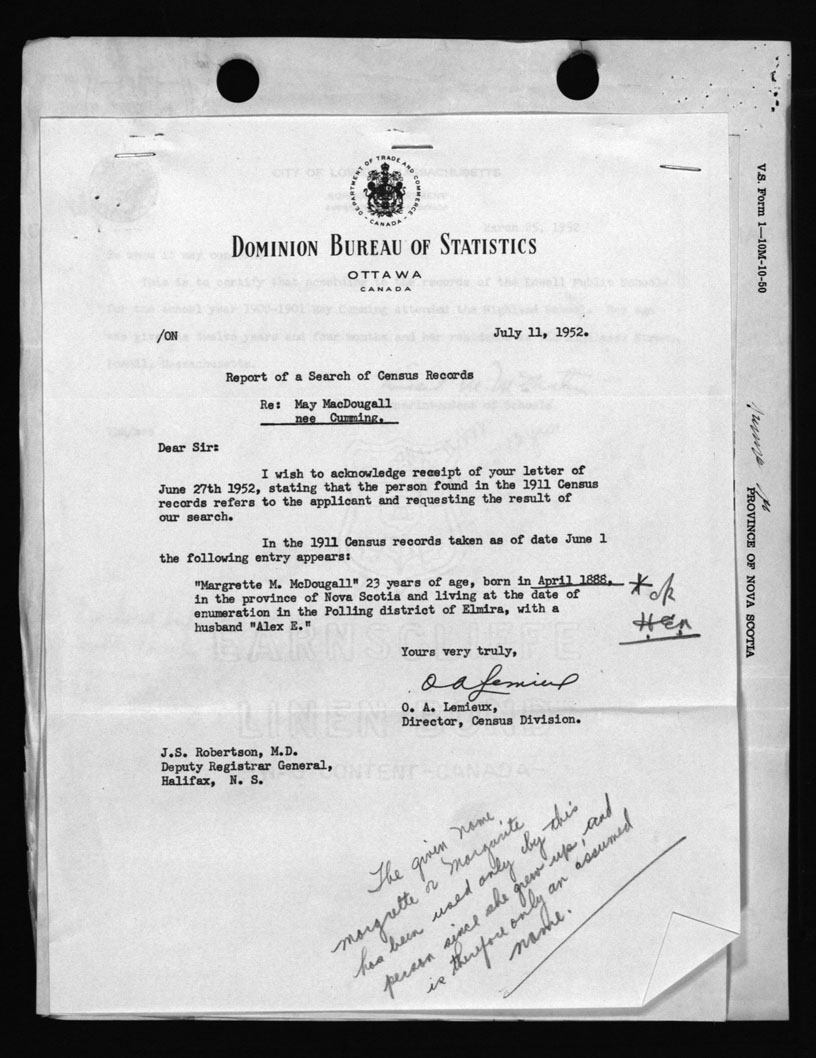 DEPARTMENT OF TRADE AND COMMERCE
CANADA
DOMINION BUREAU OF STATISTICS
OTTAWA
CANADA
/ON
July 11, 1952.
Report of a Search of Census Records
Re: May MacDougall
nee Cumming.
Dear Sir:
I wish to acknowledge receipt of your letter of
June 27th 1952, stating that the person found in the 1911 Census
records refers to the applicant and requesting the result of
our search.
In the 1911 Census records taken as of date June 1
the following entry appears:
"Margrette M. McDougall" 23 years of age, born in April 1888,
in the province of Nova Scotia and living at the date of
enumeration in the Polling district of Elmira, with a
husband "Alex E."
* ok
Yours very truly,
O A Lemieux
O. A. Lemieux,
Director, Census Division.
J.S. Robertson, M.D.
Deputy Registrar General,
Halifax, N. S.
The given name
Margrette or Margurite
has been used only by this
person since she grew up, and
is therefore only an assumed
name.
V.S. Form 1—10M-10-50
PROVINCE OF NOVA SCOTIA
EARNSCLIFFE
LINEN BOND